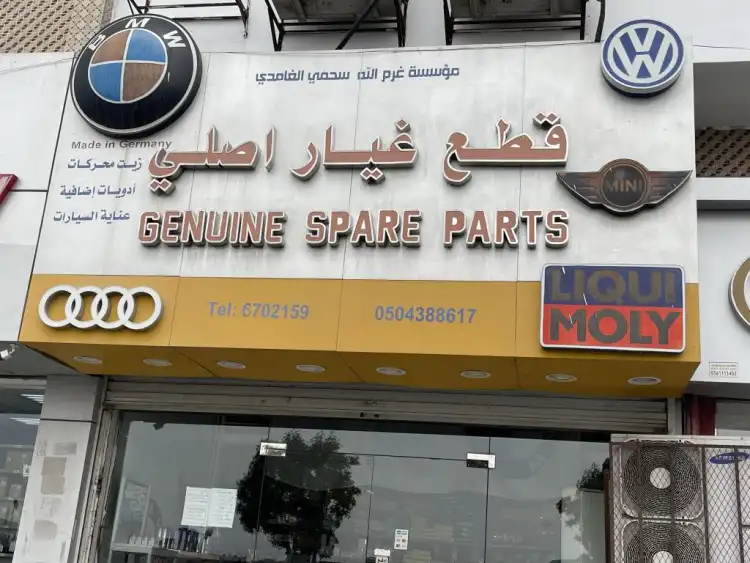 BMW
مؤسسة غرم الله سحمي الغامدي
Made in Germany
زيت محركات
أدويات إضافية
عناية السيارات
قطع غيار اصلي
MINI
GENUINE SPARE PARTS
Tel: 6702159
0504388617
LIQUI
MOLY
SAMSUNG